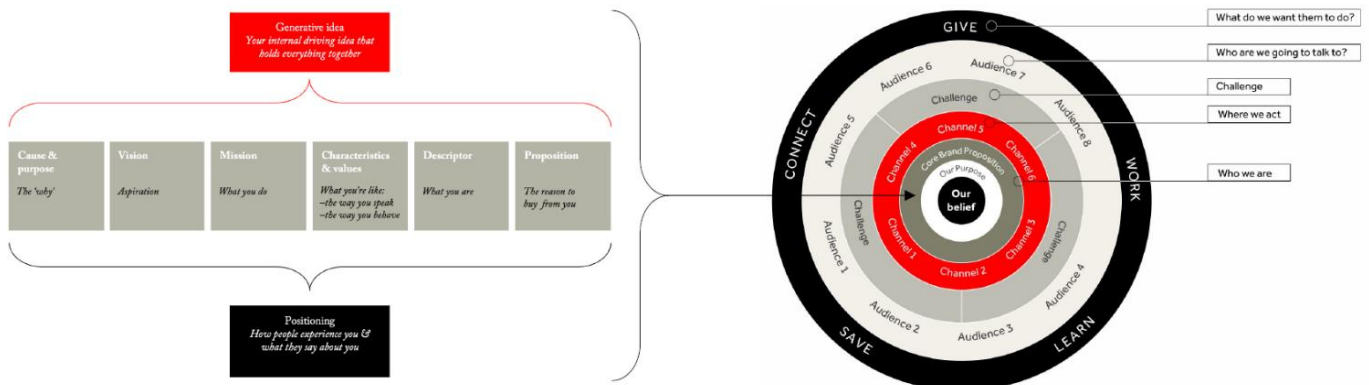 Generative idea
Your internal driving idea that
holds everything together
Cause &
purpose
The 'why'
Vision
Aspiration
Mission
What you do
Characteristics
& values
What you're like:
–the way you speak
–the way you behave
Descriptor
What you are
Proposition
The reason to
buy from you
Positioning
How people experience you &
what they say about you
GIVE
WORK
LEARN
SAVE
CONNECT
Audience 6
Audience 7
Audience 8
Audience 4
Audience 3
Audience 2
Audience 1
Audience 5
Challenge
Challenge
Challenge
Channel 5
Channel 6
Channel 3
Channel 2
Channel 1
Channel 4
Core Brand Proposition
Our Purpose
Our
belief
What do we want them to do?
Who are we going to talk to?
Challenge
Where we act
Who we are